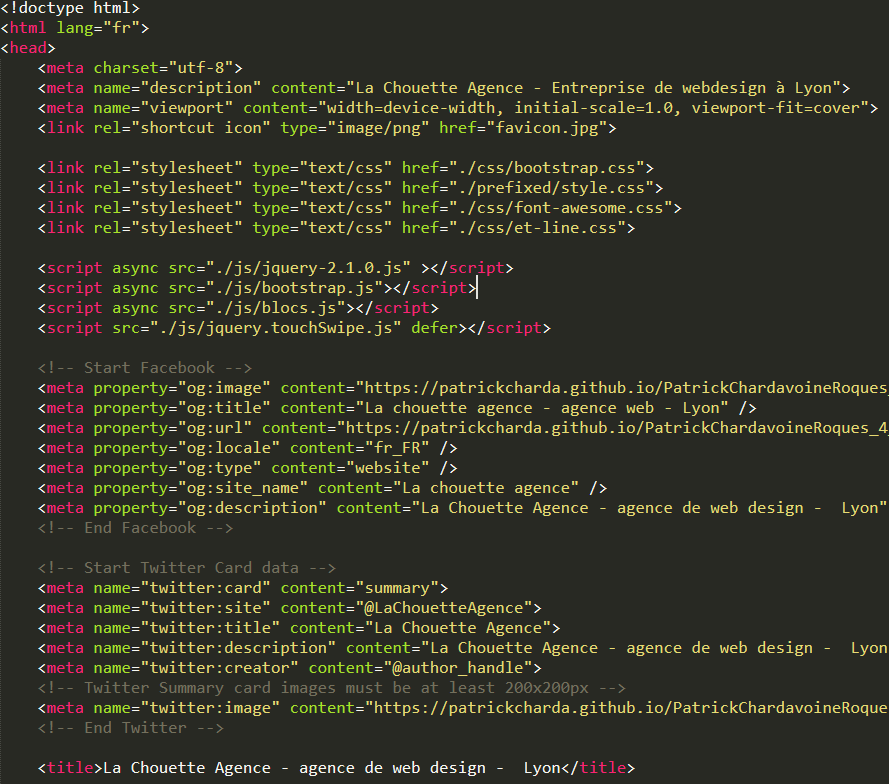 <!doctype html>
<html lang="fr">
<head>
    <meta charset="utf-8">
    <meta name="description" content="La Chouette Agence - Entreprise de webdesign à Lyon">
    <meta name="viewport" content="width=device-width, initial-scale=1.0, viewport-fit=cover">
    <link rel="shortcut icon" type="image/png" href="favicon.jpg">

    <link rel="stylesheet" type="text/css" href="./css/bootstrap.css">
    <link rel="stylesheet" type="text/css" href="./prefixed/style.css">
    <link rel="stylesheet" type="text/css" href="./css/font-awesome.css">
    <link rel="stylesheet" type="text/css" href="./css/et-line.css">

    <script async src="./js/jquery-2.1.0.js" ></script>
    <script async src="./js/bootstrap.js"></script>
    <script async src="./js/blocs.js"></script>
    <script src="./js/jquery.touchSwipe.js" defer></script>

    <!-- Start Facebook -->
    <meta property="og:image" content="https://patrickcharda.github.io/PatrickChardavoineRoques_
    <meta property="og:title" content="La chouette agence - agence web - Lyon" />
    <meta property="og:url" content="https://patrickcharda.github.io/PatrickChardavoineRoques_4_
    <meta property="og:locale" content="fr_FR" />
    <meta property="og:type" content="website" />
    <meta property="og:site_name" content="La chouette agence" />
    <meta property="og:description" content="La Chouette Agence - agence de web design -  Lyon"
    <!-- End Facebook -->

    <!-- Start Twitter Card data -->
    <meta name="twitter:card" content="summary">
    <meta name="twitter:site" content="@LaChouetteAgence">
    <meta name="twitter:title" content="La Chouette Agence">
    <meta name="twitter:description" content="La Chouette Agence - agence de web design -  Lyon
    <meta name="twitter:creator" content="@author_handle">
    <!-- Twitter Summary card images must be at least 200x200px -->
    <meta name="twitter:image" content="https://patrickcharda.github.io/PatrickChardavoineRoque
    <!-- End Twitter -->

    <title>La Chouette Agence - agence de web design -  Lyon</title>